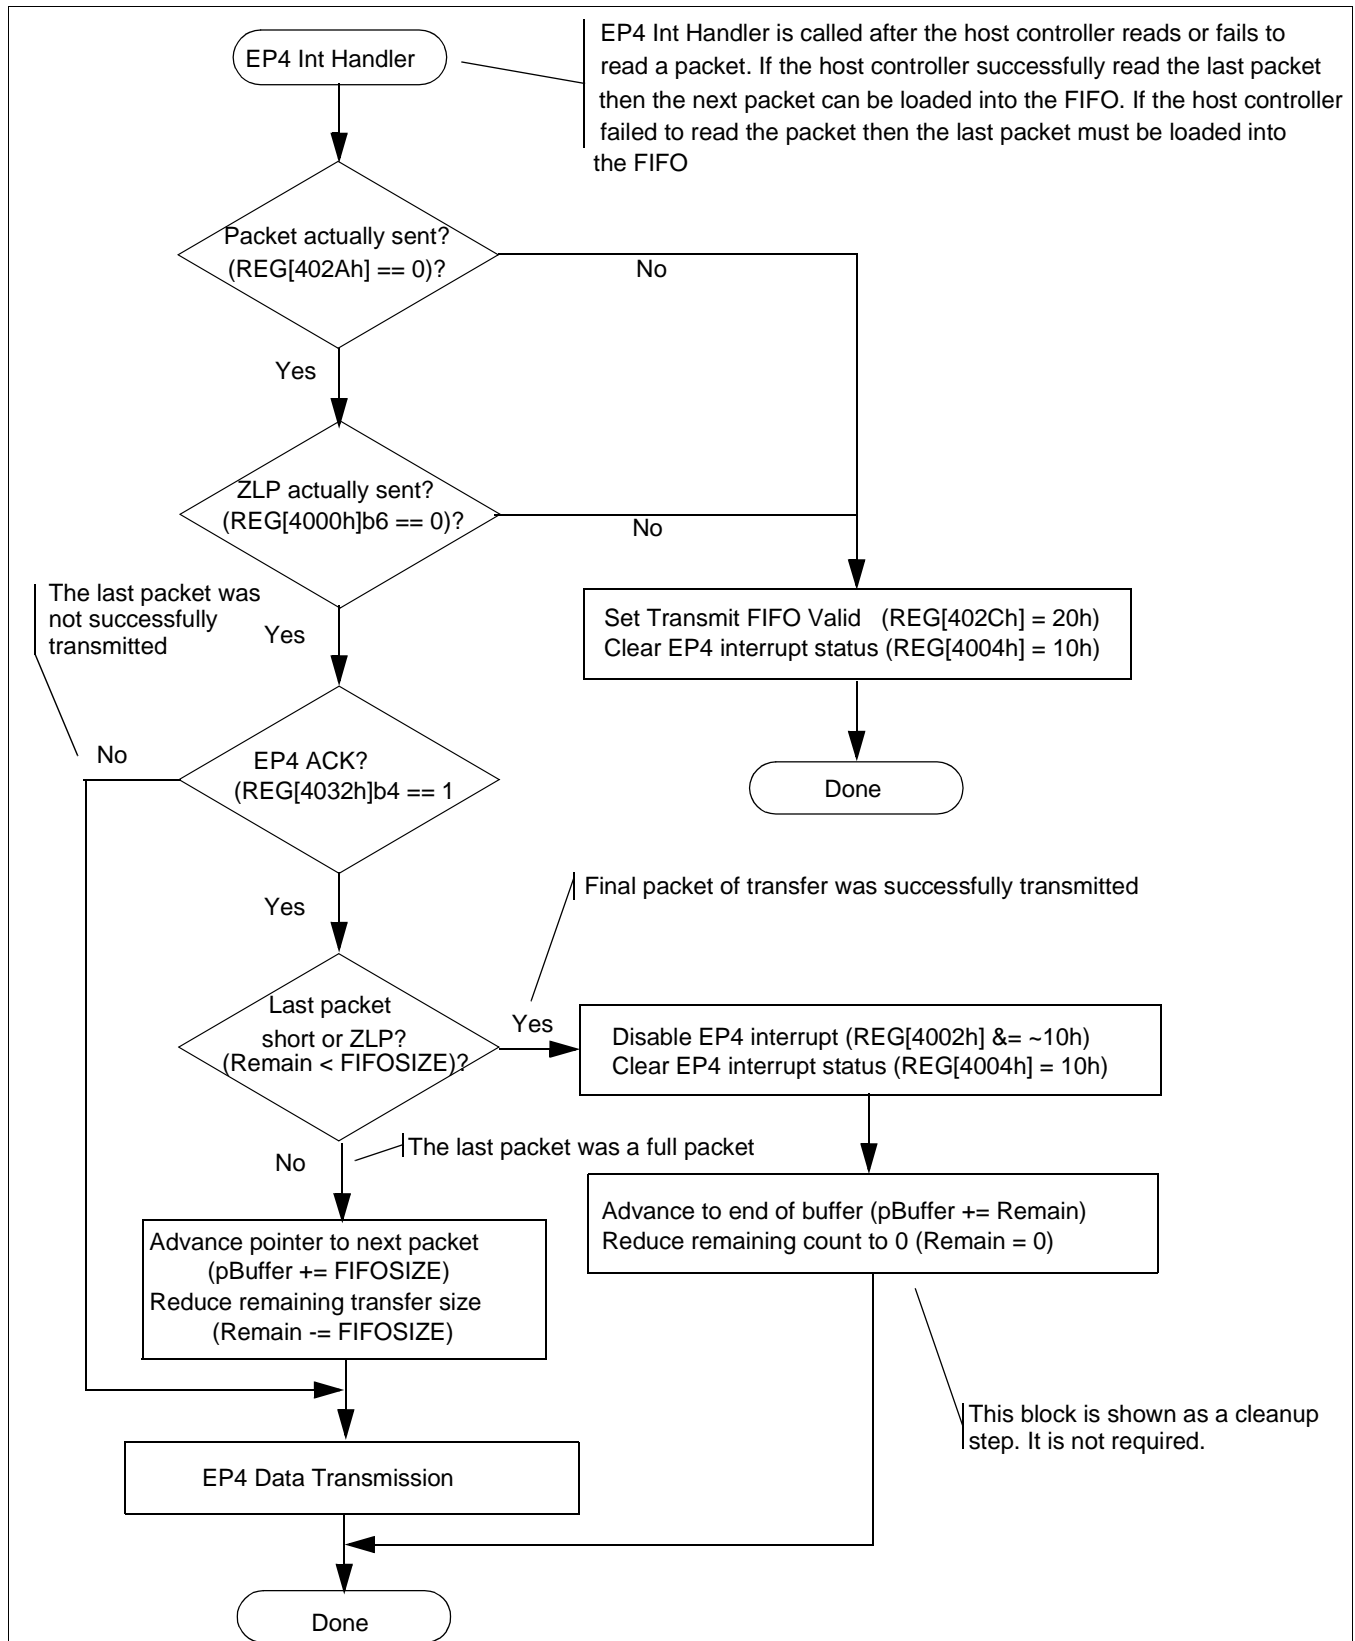 EP4 Int Handler
EP4 Int Handler is called after the host controller reads or fails to
read a packet. If the host controller successfully read the last packet
then the next packet can be loaded into the FIFO. If the host controller
failed to read the packet then the last packet must be loaded into
the FIFO
Packet actually sent?
(REG[402Ah] == 0)?
No
Yes
ZLP actually sent?
(REG[4000h]b6 == 0)?
No
The last packet was
not successfully
transmitted
Yes
Set Transmit FIFO Valid (REG[402Ch] = 20h)
Clear EP4 interrupt status (REG[4004h] = 10h)
No
EP4 ACK?
(REG[4032h]b4 == 1
Done
Yes
Final packet of transfer was successfully transmitted
Last packet
short or ZLP?
(Remain < FIFOSIZE)?
Yes
Disable EP4 interrupt (REG[4002h] &= ~10h)
Clear EP4 interrupt status (REG[4004h] = 10h)
No
The last packet was a full packet
Advance pointer to next packet
(pBuffer += FIFOSIZE)
Reduce remaining transfer size
(Remain -= FIFOSIZE)
Advance to end of buffer (pBuffer += Remain)
Reduce remaining count to 0 (Remain = 0)
This block is shown as a cleanup
step. It is not required.
EP4 Data Transmission
Done